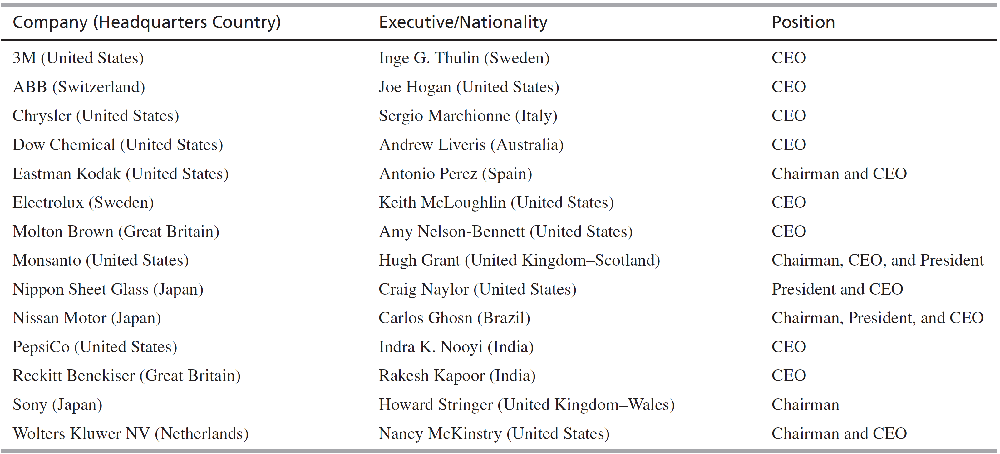 Company (Headquarters Country) Executive/Nationality Position
3M (United States) Inge G. Thulin (Sweden) CEO
ABB (Switzerland) Joe Hogan (United States) CEO
Chrysler (United States) Sergio Marchionne (Italy) CEO
Dow Chemical (United States) Andrew Liveris (Australia) CEO
Eastman Kodak (United States) Antonio Perez (Spain) Chairman and CEO
Electrolux (Sweden) Keith McLoughlin (United States) CEO
Molton Brown (Great Britain) Amy Nelson-Bennett (United States) CEO
Monsanto (United States) Hugh Grant (United Kingdom–Scotland) Chairman, CEO, and President
Nippon Sheet Glass (Japan) Craig Naylor (United States) President and CEO
Nissan Motor (Japan) Carlos Ghosn (Brazil) Chairman, President, and CEO
PepsiCo (United States) Indra K. Nooyi (India) CEO
Reckitt Benckiser (Great Britain) Rakesh Kapoor (India) CEO
Sony (Japan) Howard Stringer (United Kingdom–Wales) Chairman
Wolters Kluwer NV (Netherlands) Nancy McKinstry (United States) Chairman and CEO